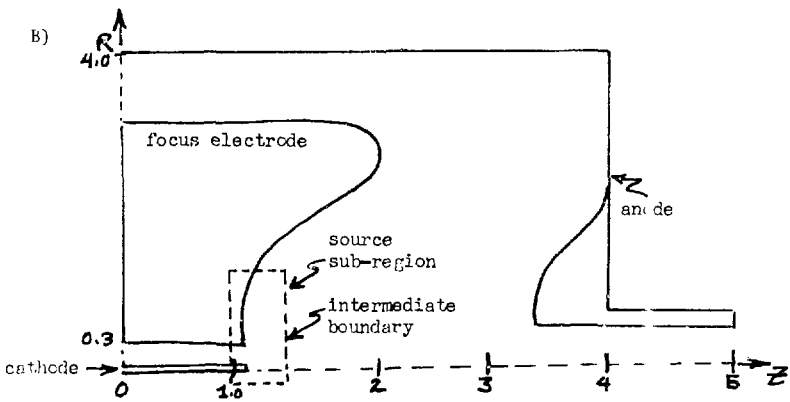 B)
R
4.0
focus electrode
anode
source
sub-region
intermediate
boundary
0.3
cathode
0
1.0
2
3
4
5
Z